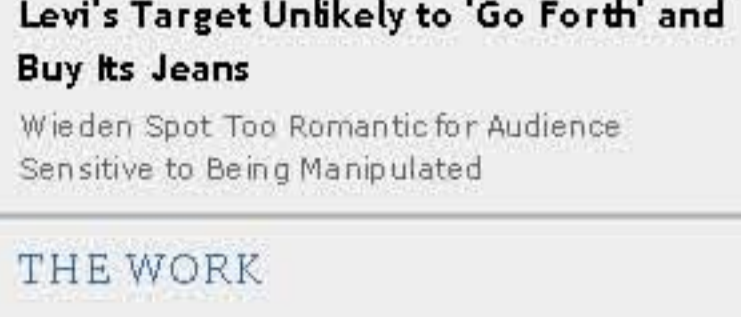 Levi's Target Unlikely to 'Go Forth' and
Buy Its Jeans
Wieden Spot Too Romantic for Audience
Sensitive to Being Manipulated
THE WORK